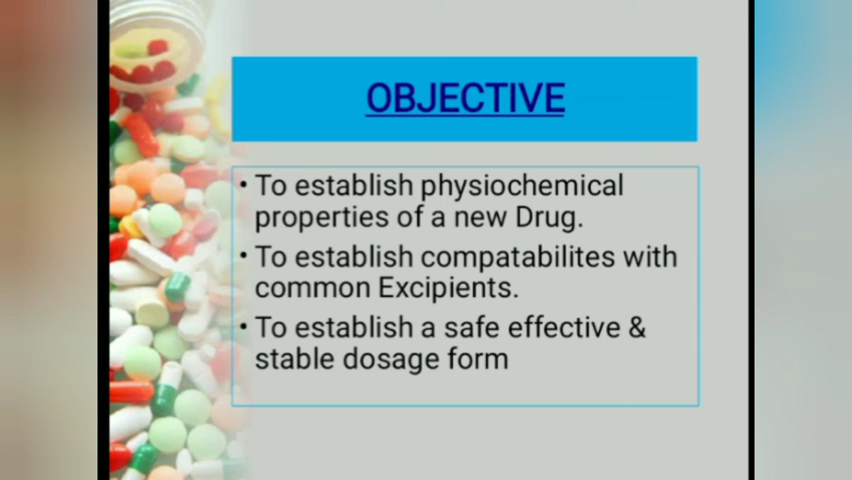 OBJECTIVE
• To establish physiochemical
properties of a new Drug.
• To establish compatabilites with
common Excipients.
• To establish a safe effective &
stable dosage form